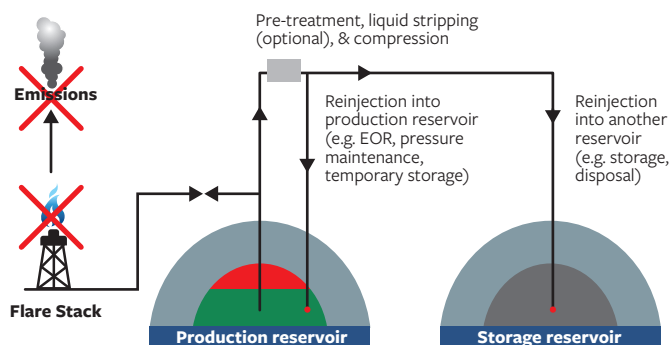 Pre-treatment, liquid stripping
(optional), & compression
Emissions
Reinjection into
production reservoir
(e.g. EOR, pressure
maintenance,
temporary storage)
Reinjection
into another
reservoir
(e.g. storage,
disposal)
Flare Stack
Production reservoir
Storage reservoir